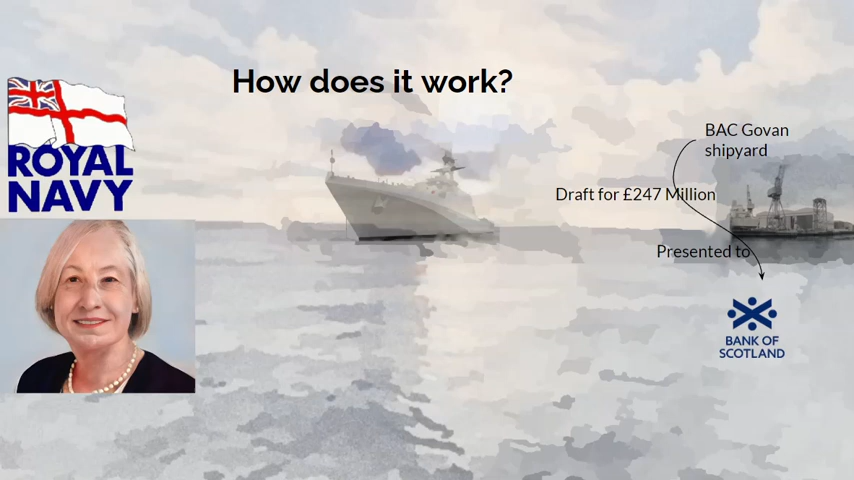 How does it work?
ROYAL
NAVY
BAC Govan
shipyard
Draft for £247 Million
Presented to
BANK OF
SCOTLAND